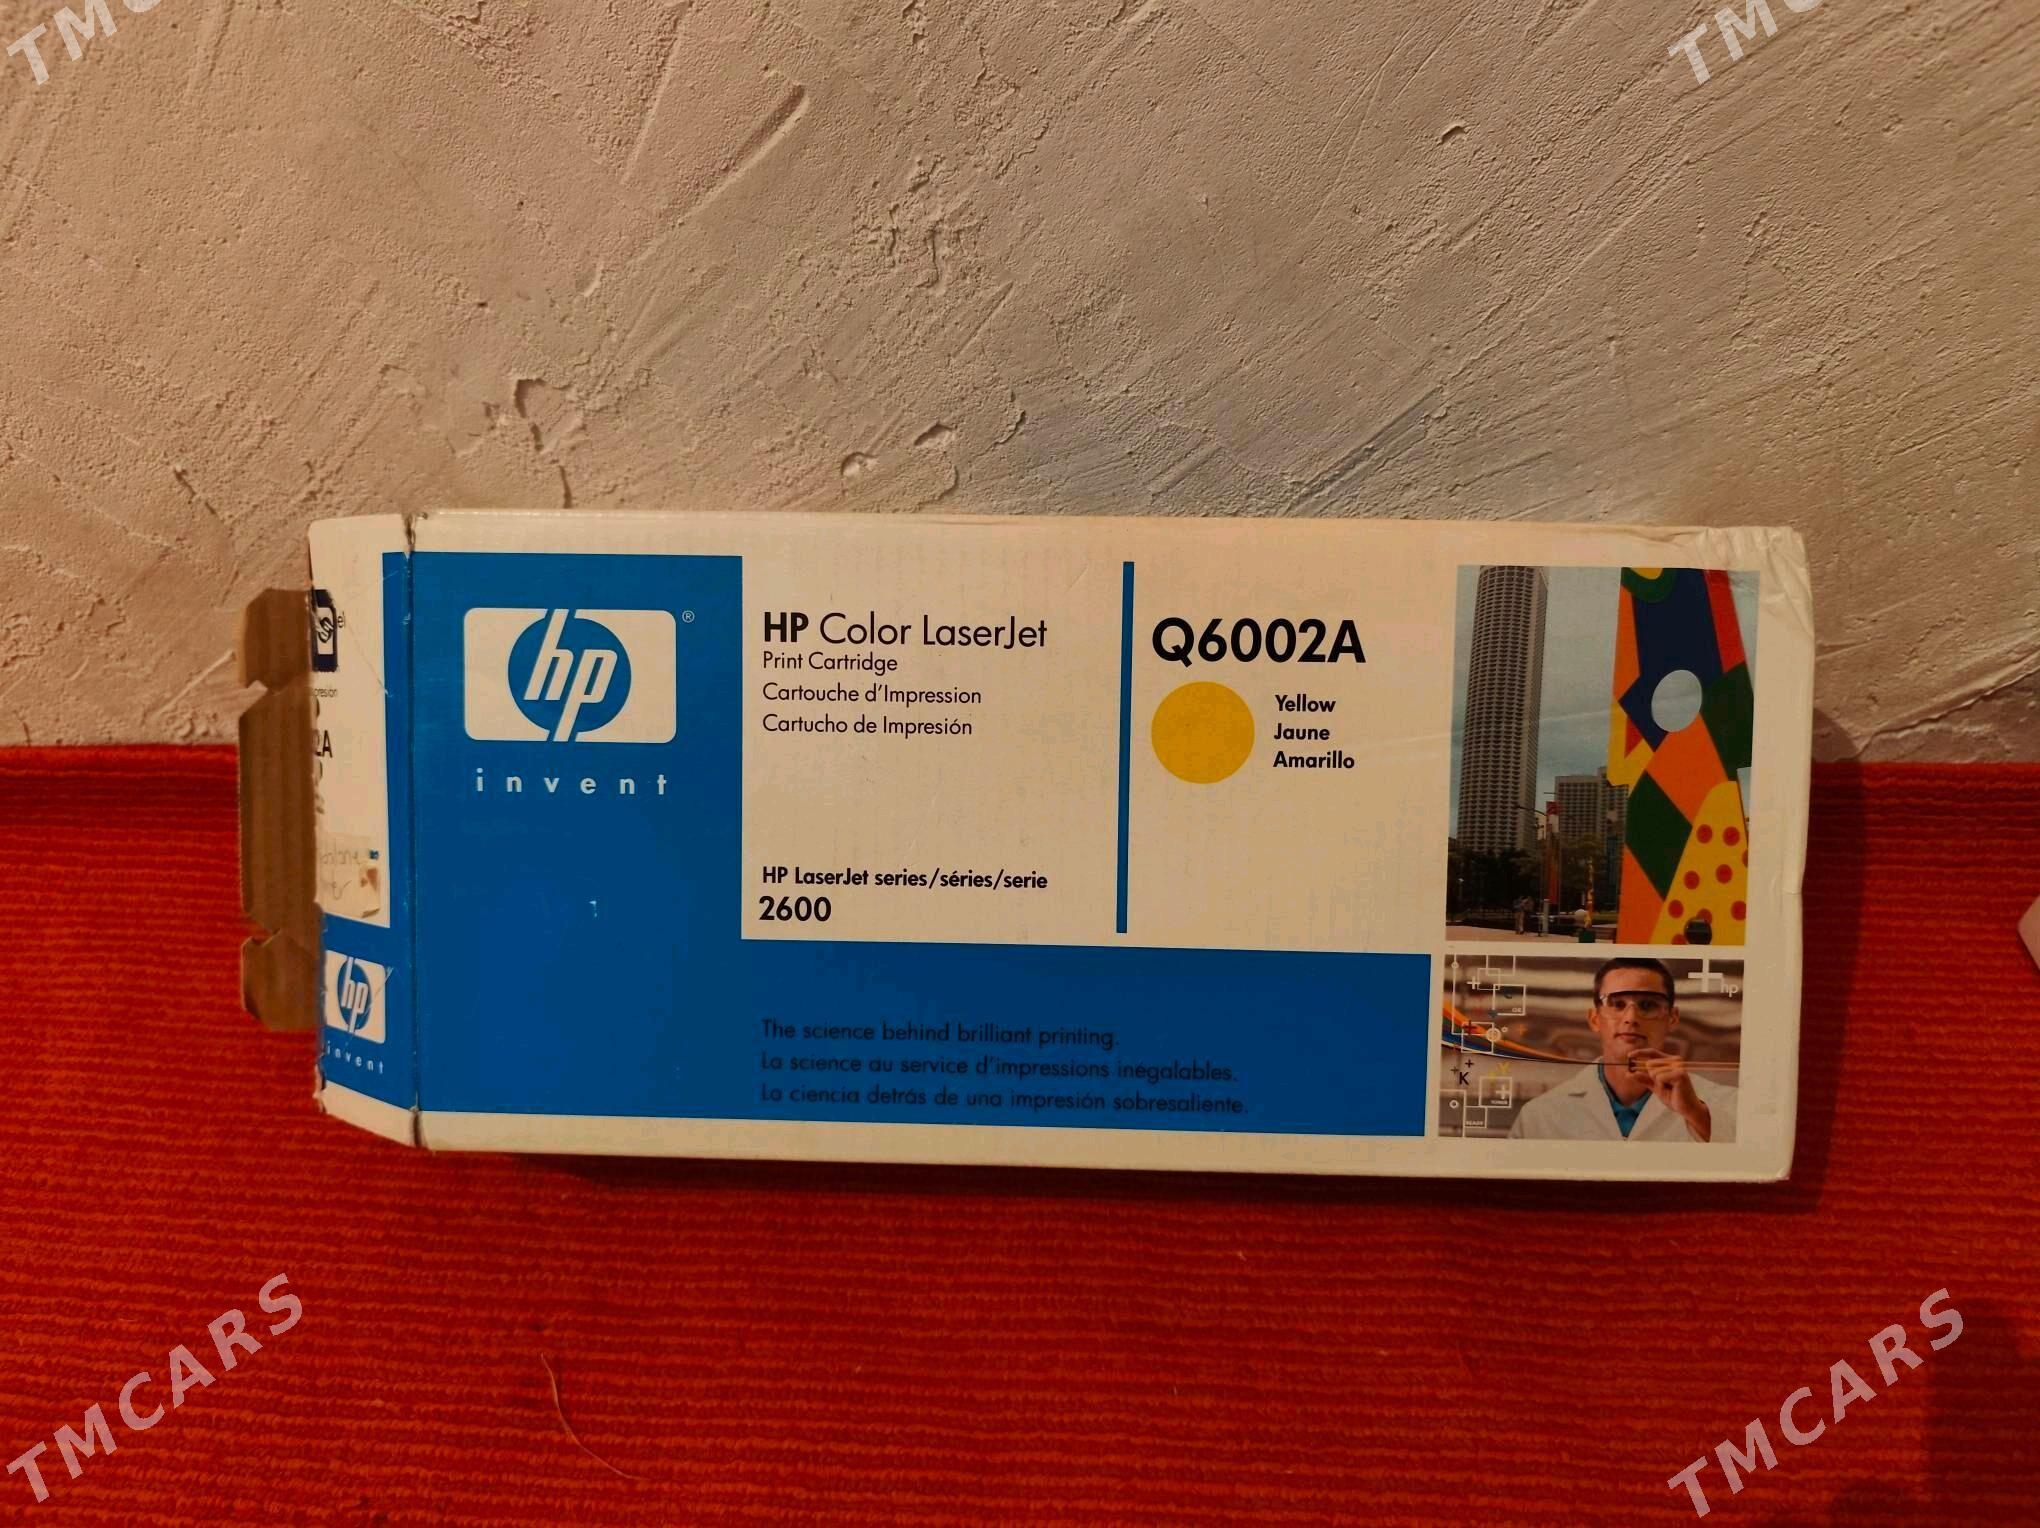 TMCARS
TMCARS
hp
®
invent
HP Color LaserJet
Print Cartridge
Cartouche d'Impression
Cartucho de Impresión
HP LaserJet series/séries/serie
2600
Q6002A
Yellow
Jaune
Amarillo
The science behind brilliant printing.
La science au service d'impressions inégalables.
La ciencia detrás de una impresión sobresaliente.
hp
invent
hp
K
Y
TMCARS
TMCARS